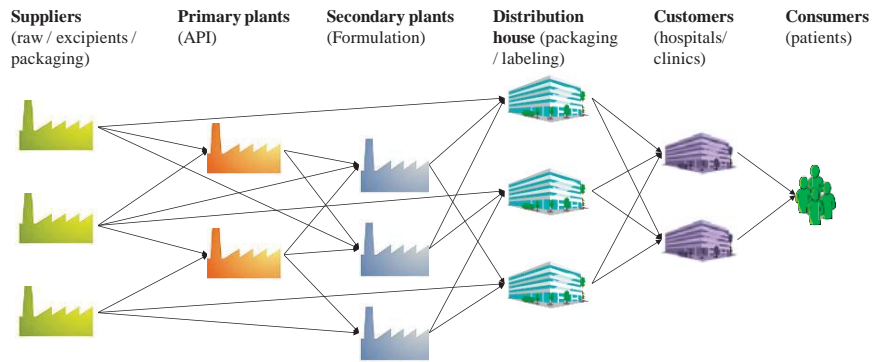 Suppliers
(raw / excipients /
packaging)
Primary plants
(API)
Secondary plants
(Formulation)
Distribution
house (packaging
/ labeling)
Customers
(hospitals/
clinics)
Consumers
(patients)